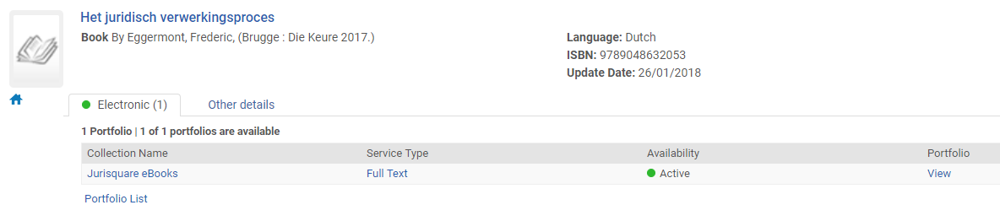 Het juridisch verwerkingsproces
Book By Eggermont, Frederic, (Brugge : Die Keure 2017.)
Language: Dutch
ISBN: 9789048632053
Update Date: 26/01/2018
Electronic (1)
Other details
1 Portfolio | 1 of 1 portfolios are available
Collection Name Service Type Availability Portfolio
Jurisquare eBooks Full Text Active View
Portfolio List